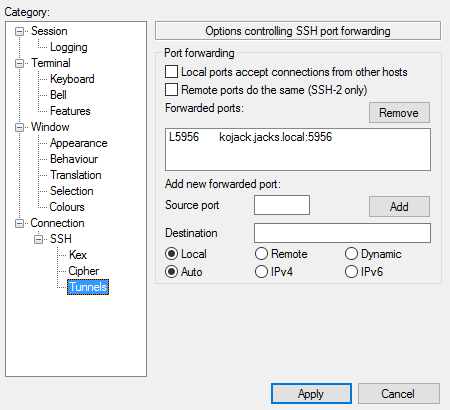 Category:
Session
Logging
Terminal
Keyboard
Bell
Features
Window
Appearance
Behaviour
Translation
Selection
Colours
Connection
SSH
Kex
Cipher
Tunnels
Options controlling SSH port forwarding
Port forwarding
Local ports accept connections from other hosts
Remote ports do the same (SSH-2 only)
Forwarded ports:
Remove
L5956 kojack.jacks.local:5956
Add new forwarded port:
Source port
Add
Destination
Local Remote Dynamic
Auto IPv4 IPv6
Apply Cancel